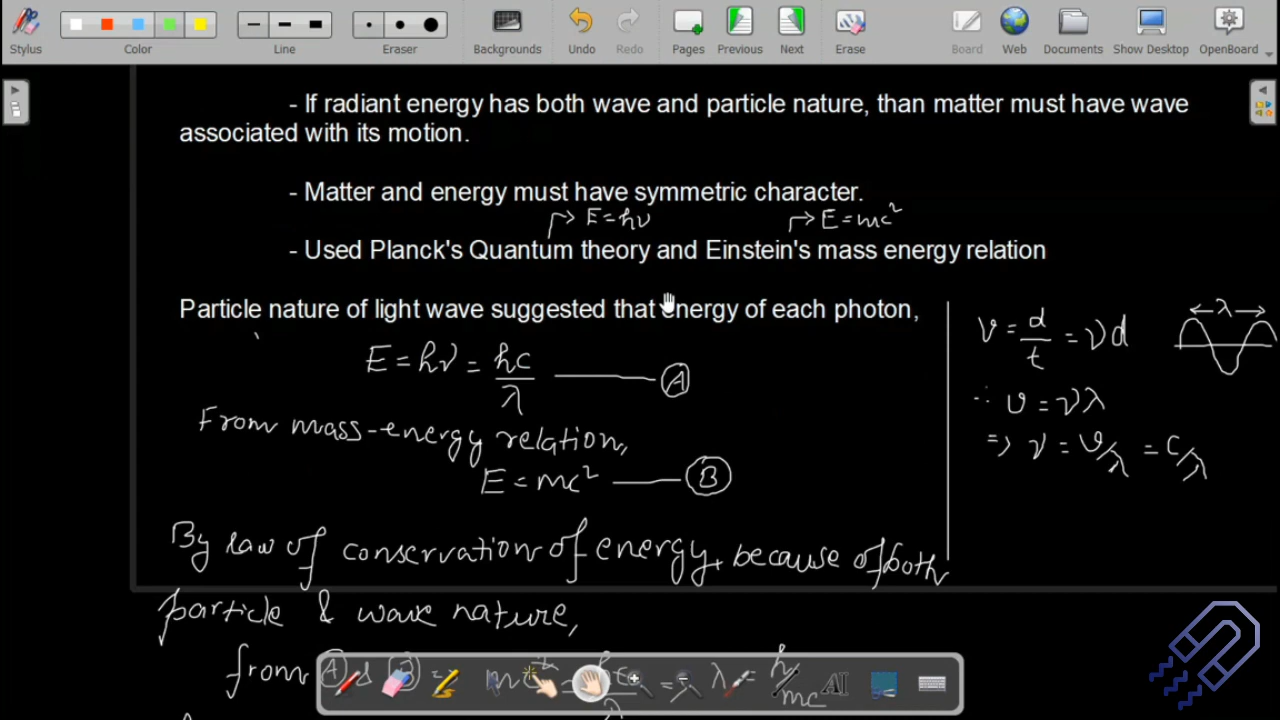 Stylus Color Line Eraser Backgrounds Undo Redo Pages Previous Next Erase Board Web Documents Show Desktop OpenBoard
- If radiant energy has both wave and particle nature, than matter must have wave
associated with its motion.
- Matter and energy must have symmetric character.
→ E=hν → E=mc²
- Used Planck's Quantum theory and Einstein's mass energy relation
Particle nature of light wave suggested that energy of each photon,
E = hν = hc/λ —— (A)
From mass-energy relation,
E = mc² —— (B)
By law of conservation of energy, because of both
particle & wave nature,
from (A) & (B) = mc² = hc/λ => λ = h/mc
AI
←λ→
v = d/t = νd
∴ v = νλ
=> ν = v/λ = c/λ